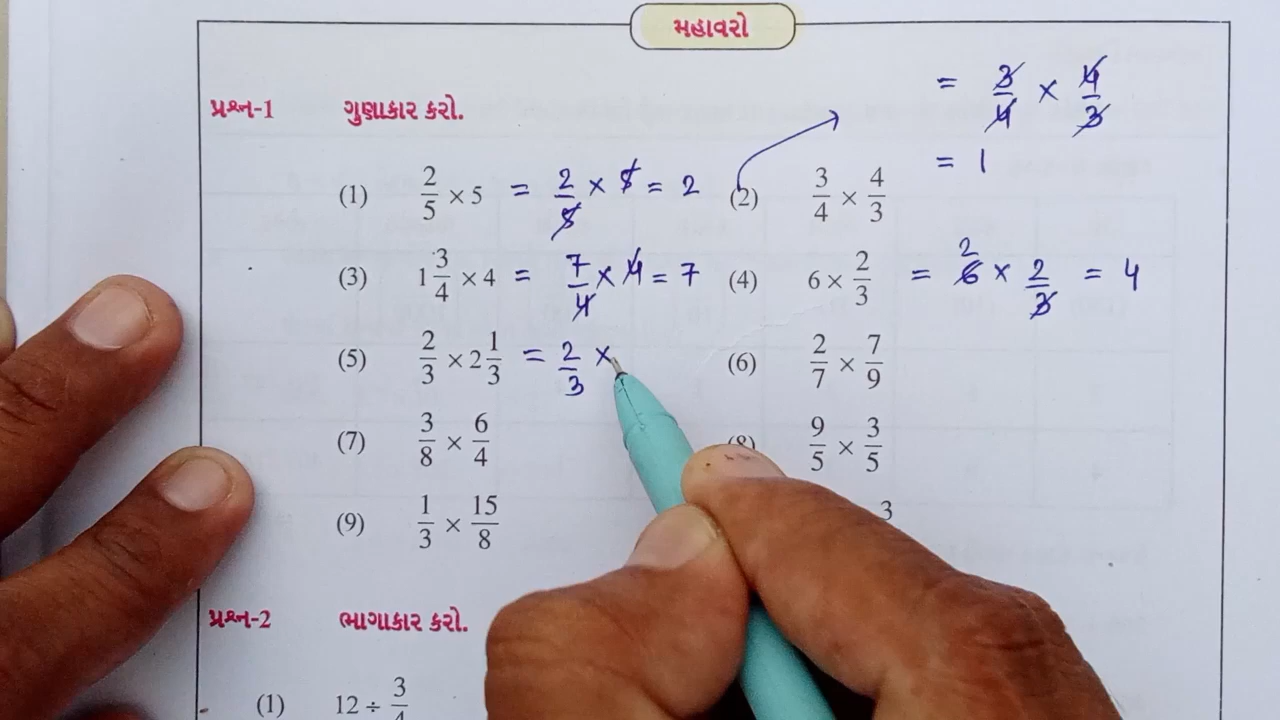 મહાવરો
પ્રશ્ન-1 ગુણાકાર કરો.
= 3/4 × 4/3
= 1
(1) 2/5 × 5 = 2/5 × 5 = 2 (2) 3/4 × 4/3
(3) 1 3/4 × 4 = 7/4 × 4 = 7 (4) 6 × 2/3 = 6 2 × 2/3 = 4
(5) 2/3 × 2 1/3 = 2/3 × (6) 2/7 × 7/9
(7) 3/8 × 6/4 (8) 9/5 × 3/5
(9) 1/3 × 15/8 3
પ્રશ્ન-2 ભાગાકાર કરો.
(1) 12 ÷ 3/4